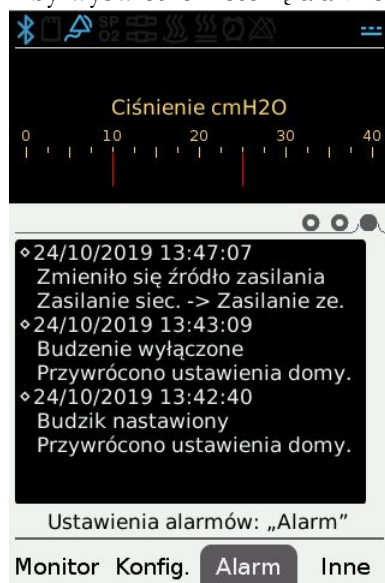 SP
02
Ciśnienie cmH2O
0 10 20 30 40
24/10/2019 13:47:07
Zmieniło się źródło zasilania
Zasilanie siec. -> Zasilanie ze.
24/10/2019 13:43:09
Budzenie wyłączone
Przywrócono ustawienia domy.
24/10/2019 13:42:40
Budzik nastawiony
Przywrócono ustawienia domy.
Ustawienia alarmów: „Alarm”
Monitor Konfig. Alarm Inne